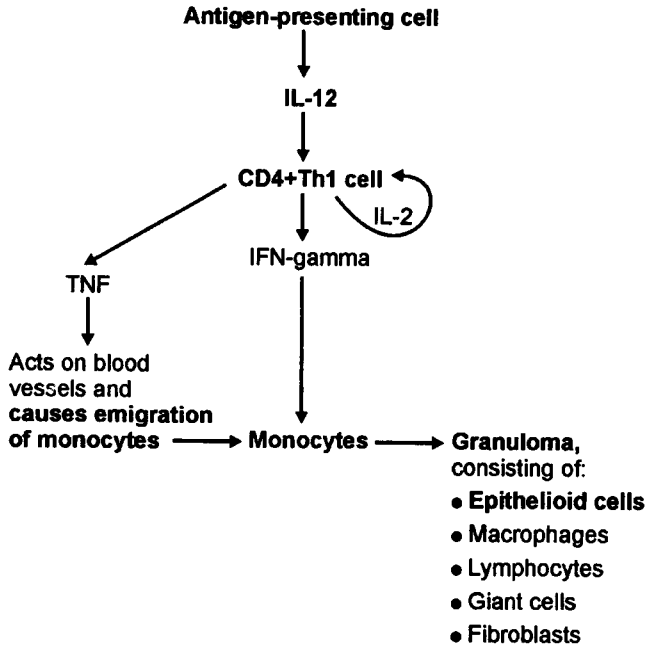 Antigen-presenting cell
IL-12
CD4+Th1 cell
IL-2
IFN-gamma
TNF
Acts on blood
vessels and
causes emigration
of monocytes
Monocytes
Granuloma,
consisting of:
● Epithelioid cells
● Macrophages
● Lymphocytes
● Giant cells
● Fibroblasts